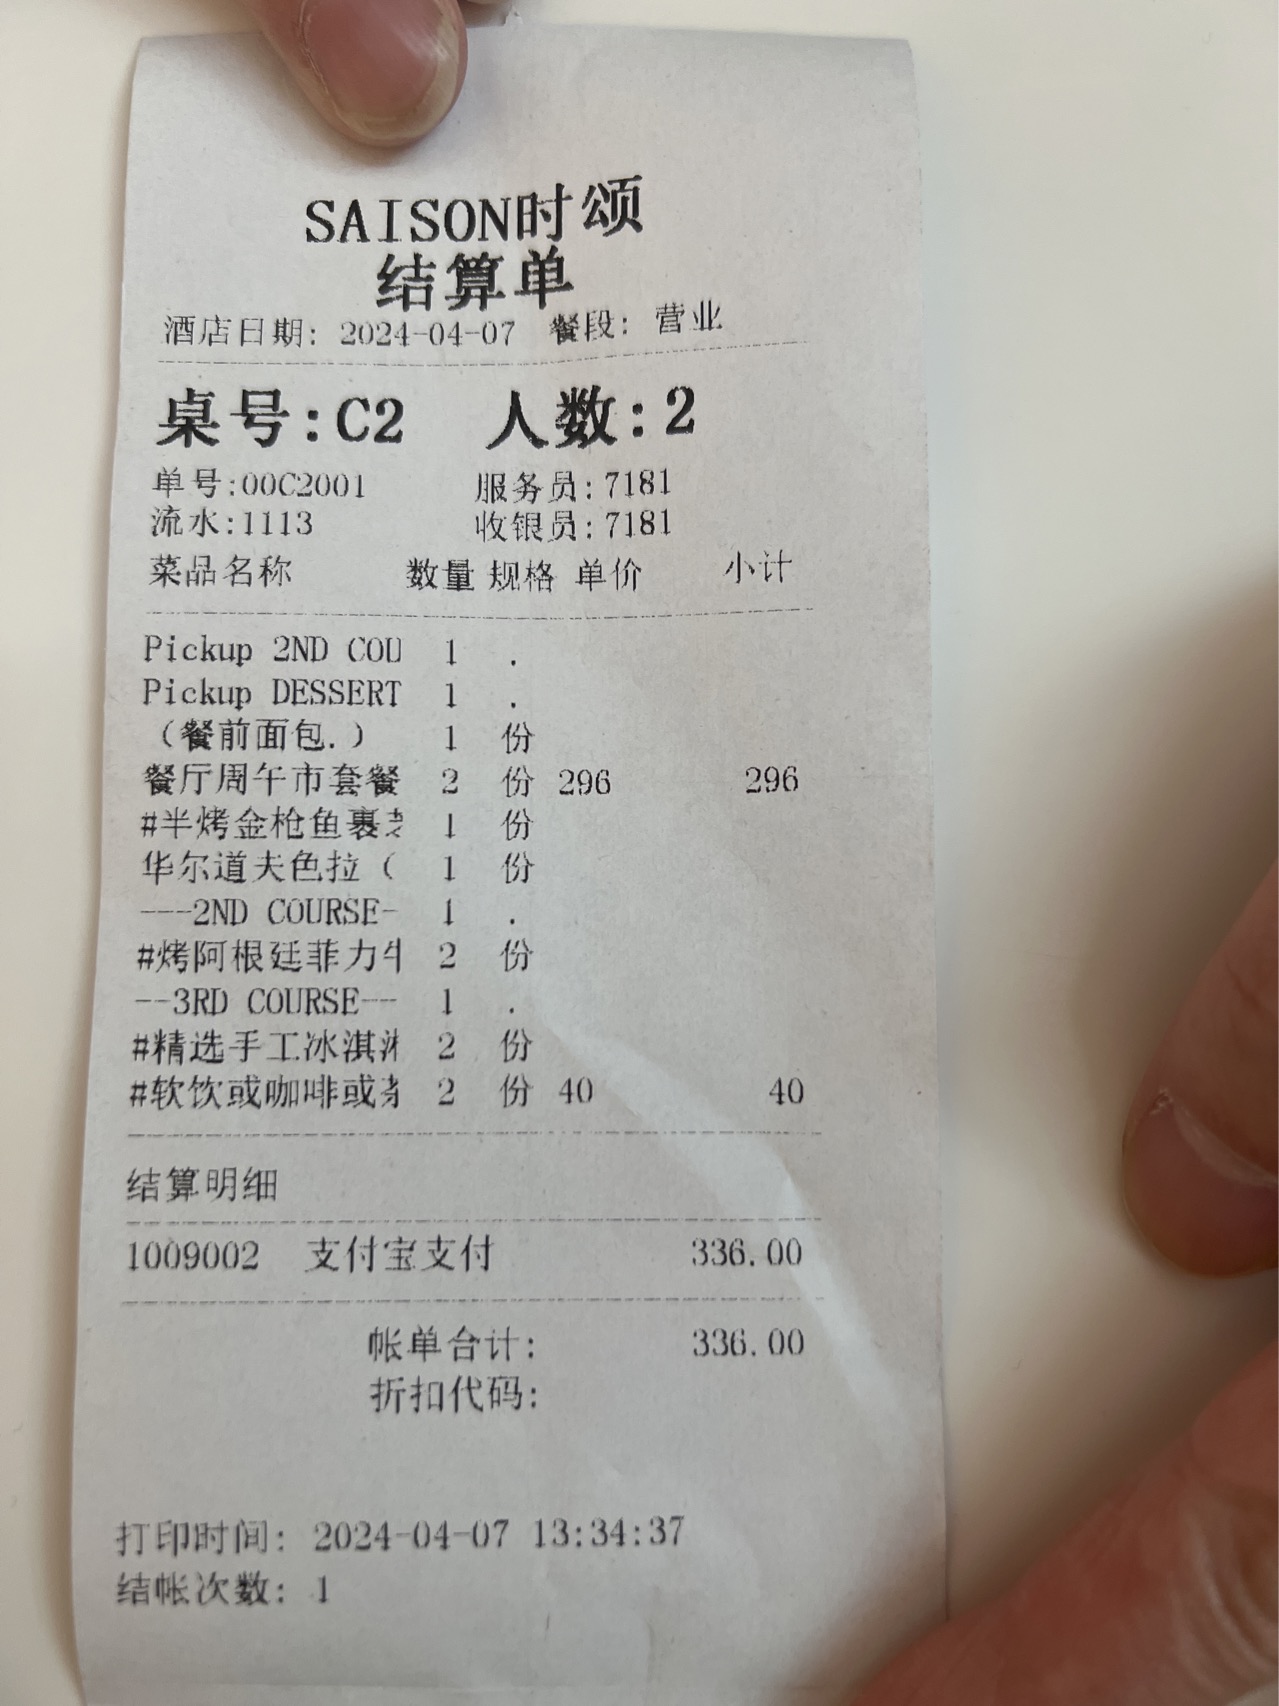 SAISON时颂
结算单
酒店日期: 2024-04-07 餐段: 营业
桌号:C2 人数:2
单号:00C2001 服务员:7181
流水:1113 收银员:7181
菜品名称 数量 规格 单价 小计
Pickup 2ND COU 1 .
Pickup DESSERT 1 .
(餐前面包.) 1 份
餐厅周午市套餐 2 份 296 296
#半烤金枪鱼裹 1 份
华尔道夫色拉 ( 1 份
---2ND COURSE- 1 .
#烤阿根廷菲力牛 2 份
--3RD COURSE-- 1 .
#精选手工冰淇淋 2 份
#软饮或咖啡或 2 份 40 40
结算明细
1009002 支付宝支付 336.00
帐单合计: 336.00
折扣代码:
打印时间: 2024-04-07 13:34:37
结帐次数: 1